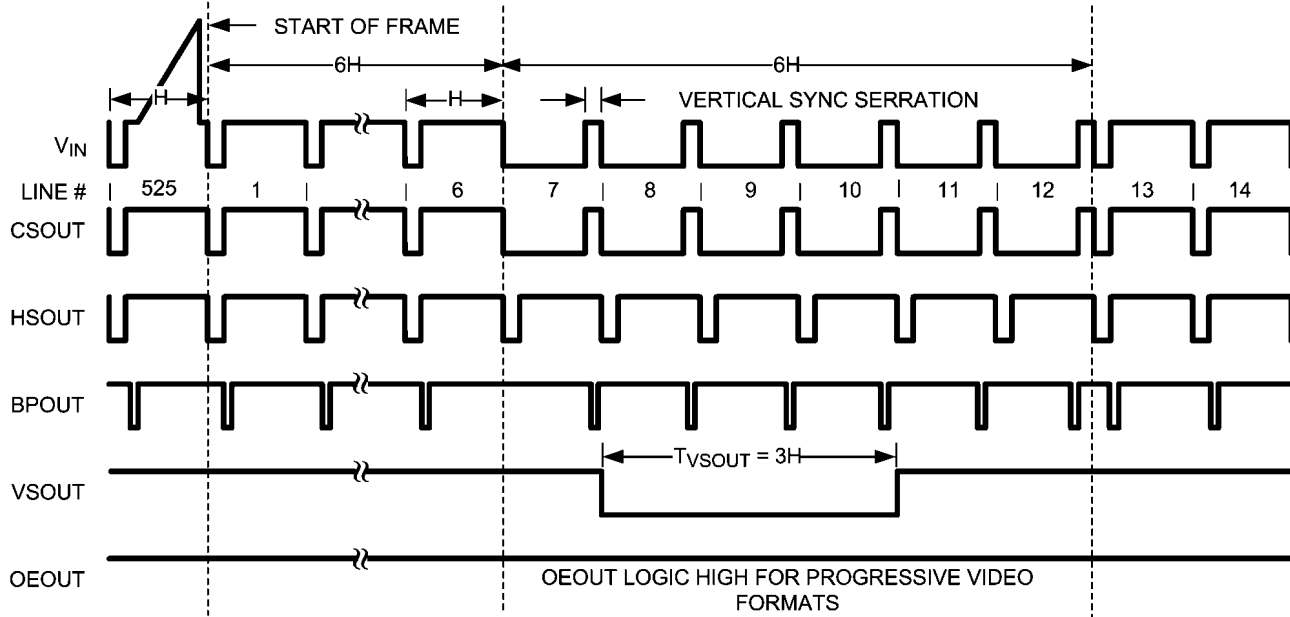 START OF FRAME
6H
6H
H
H
VERTICAL SYNC SERRATION
VIN
LINE # 525 1 6 7 8 9 10 11 12 13 14
CSOUT
HSOUT
BPOUT
TVSOUT = 3H
VSOUT
OEOUT
OEOUT LOGIC HIGH FOR PROGRESSIVE VIDEO
FORMATS